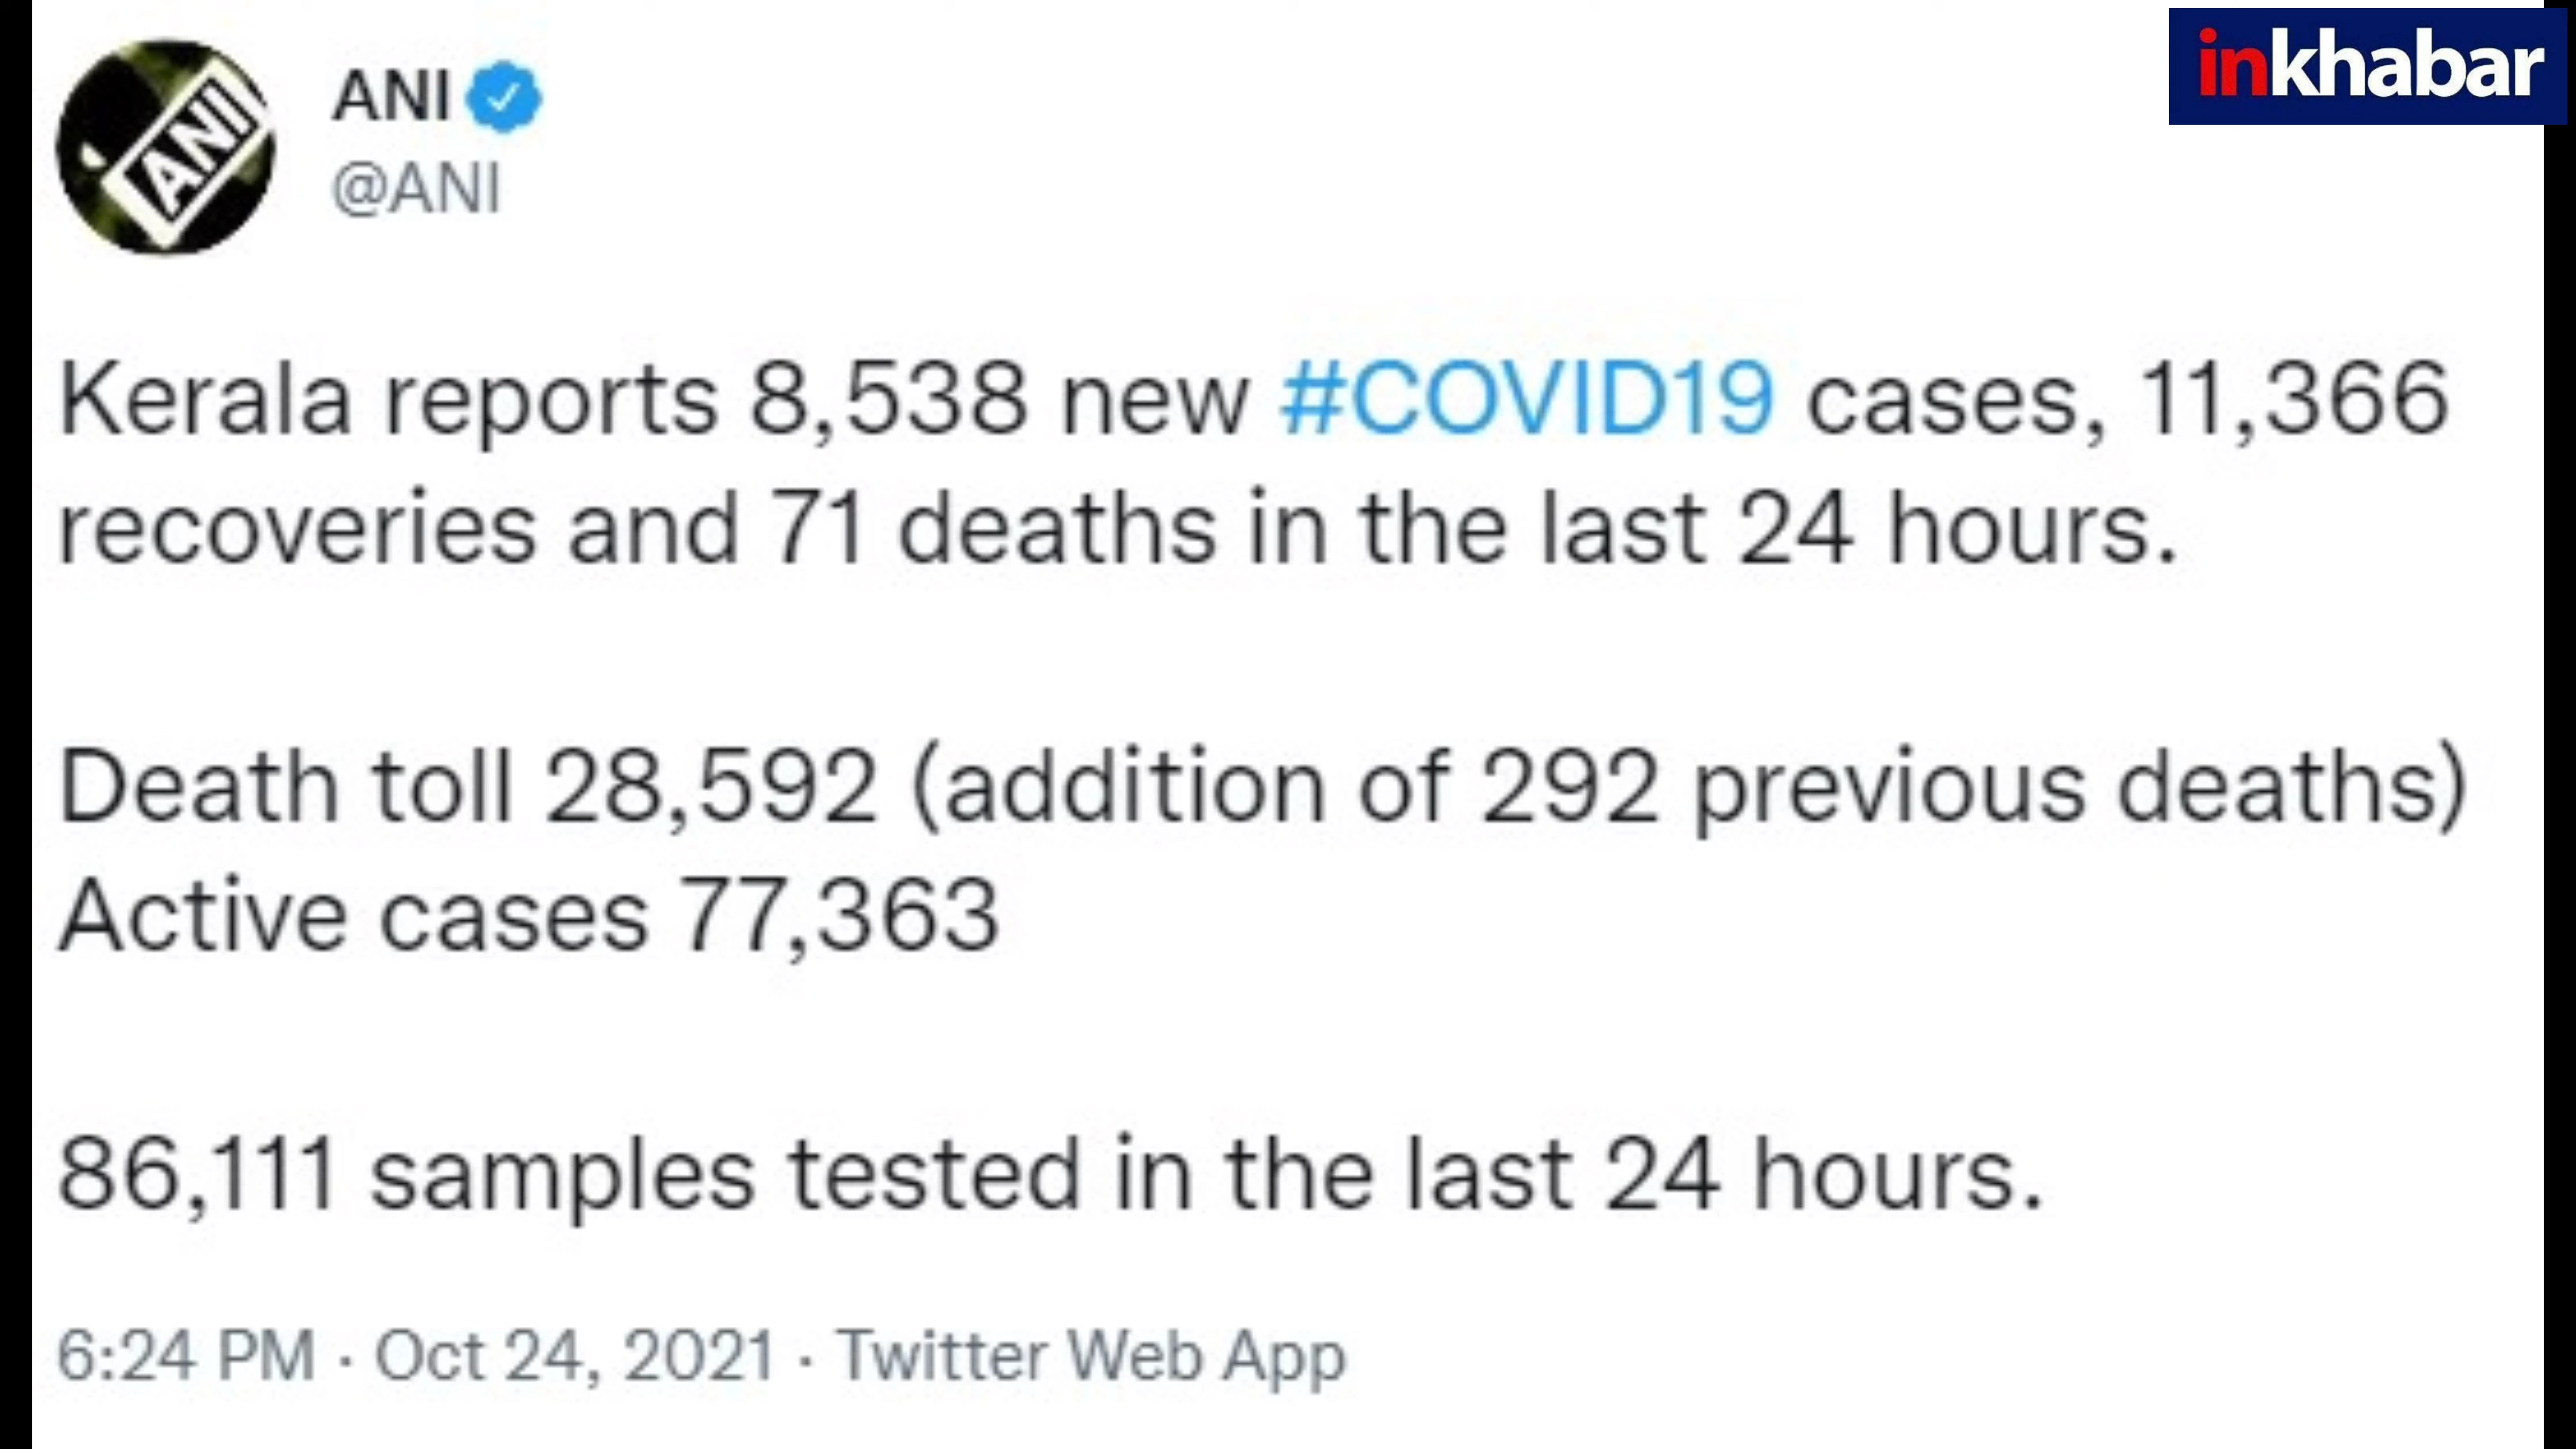 inkhabar
ANI
ANI
@ANI
Kerala reports 8,538 new #COVID19 cases, 11,366
recoveries and 71 deaths in the last 24 hours.
Death toll 28,592 (addition of 292 previous deaths)
Active cases 77,363
86,111 samples tested in the last 24 hours.
6:24 PM · Oct 24, 2021 · Twitter Web App